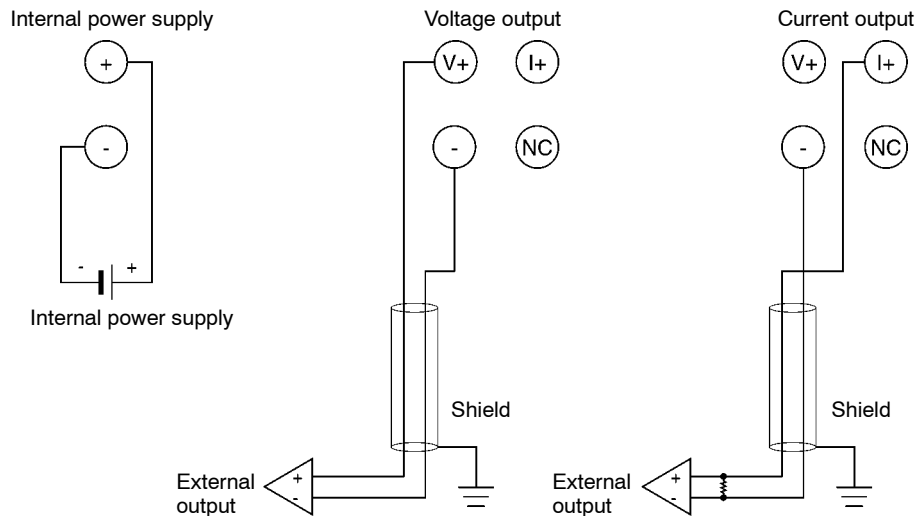 Internal power supply
Voltage output
Current output
+
V+
I+
V+
I+
-
-
NC
-
NC
- +
Internal power supply
Shield
Shield
External
output
+
-
External
output
+
-